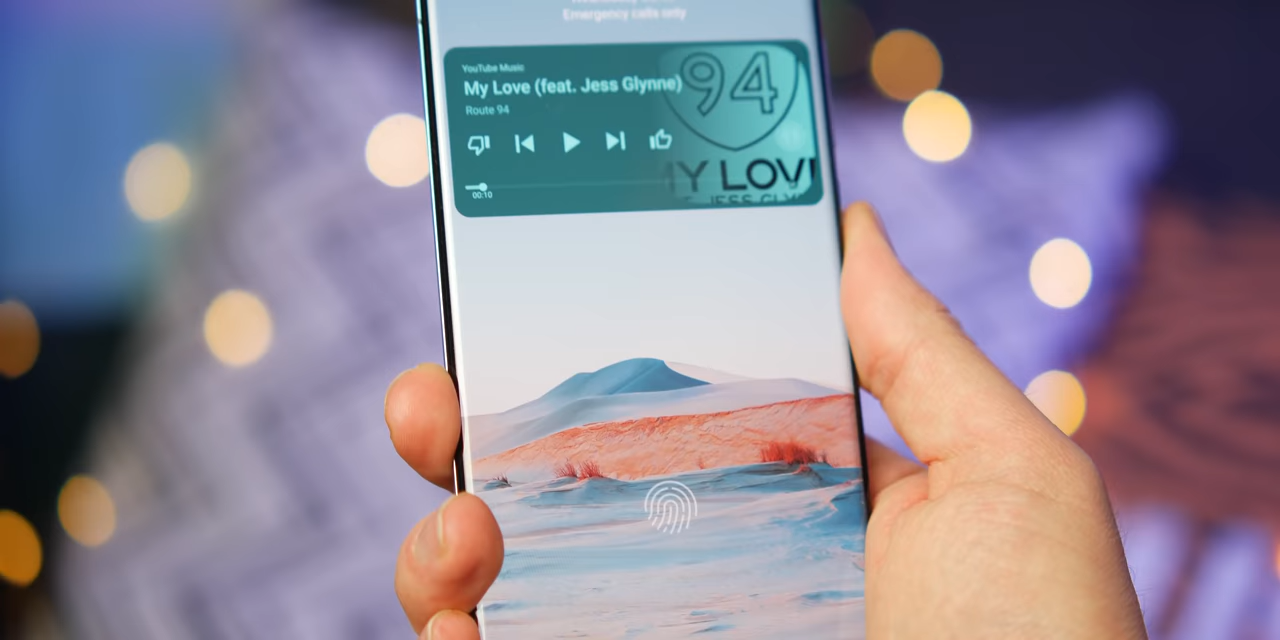 Emergency calls only
YouTube Music
My Love (feat. Jess Glynne)
Route 94
94
MY LOVE
00:10